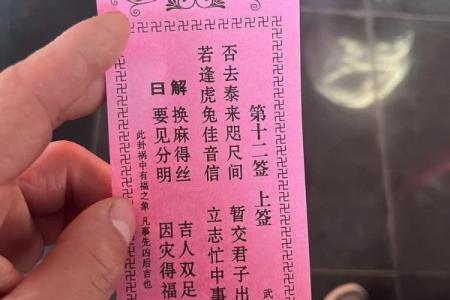 武
第十二签 上签
否去泰来咫尺间 暂交君子出
若逢虎兔佳音信 立志忙中事
解 换麻得丝 吉人双足
曰 要见分明 因灾得福
此卦祸中有福之象 凡事先凶后吉也